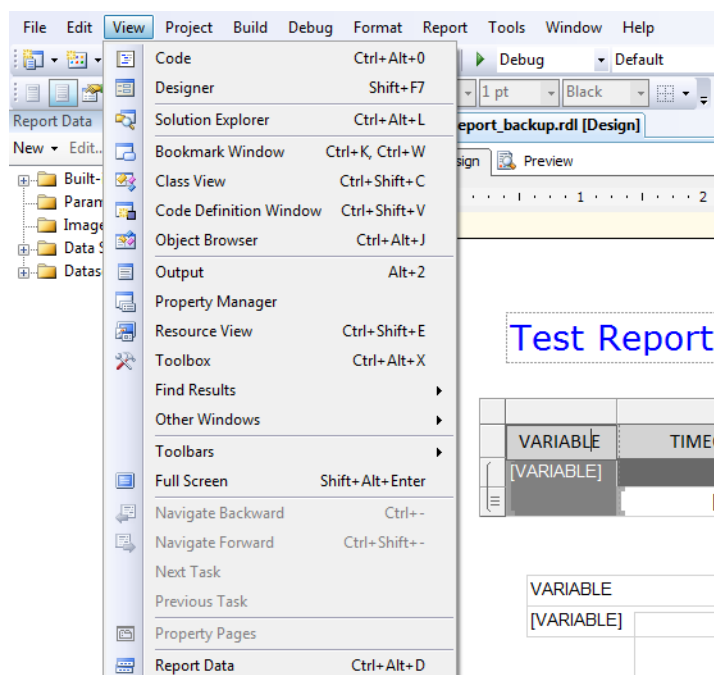 File Edit View Project Build Debug Format Report Tools Window Help
Debug Default
1 pt Black
Report Data
eport_backup.rdl [Design]
New Edit..
sign Preview
Built-
Param
Image
Data S
Datas
1 2
Code Ctrl+Alt+0
Designer Shift+F7
Solution Explorer Ctrl+Alt+L
Bookmark Window Ctrl+K, Ctrl+W
Class View Ctrl+Shift+C
Code Definition Window Ctrl+Shift+V
Object Browser Ctrl+Alt+J
Output Alt+2
Property Manager
Resource View Ctrl+Shift+E
Toolbox Ctrl+Alt+X
Find Results
Other Windows
Toolbars
Full Screen Shift+Alt+Enter
Navigate Backward Ctrl+-
Navigate Forward Ctrl+Shift+-
Next Task
Previous Task
Property Pages
Report Data Ctrl+Alt+D
Test Report
VARIABLE TIME
[VARIABLE]
VARIABLE
[VARIABLE]